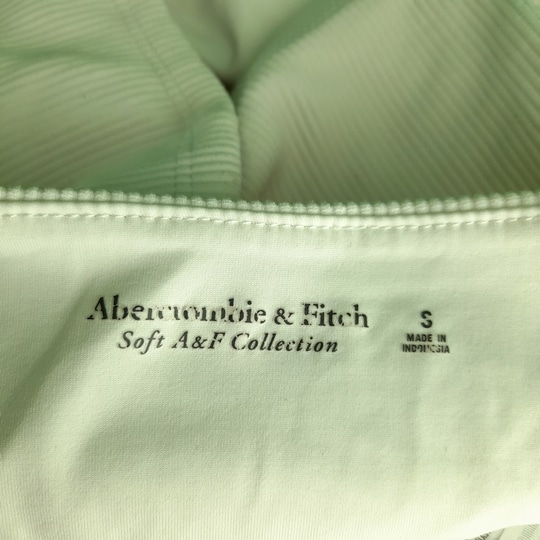 Abercrombie & Fitch
Soft A&F Collection
S
MADE IN
INDONESIA